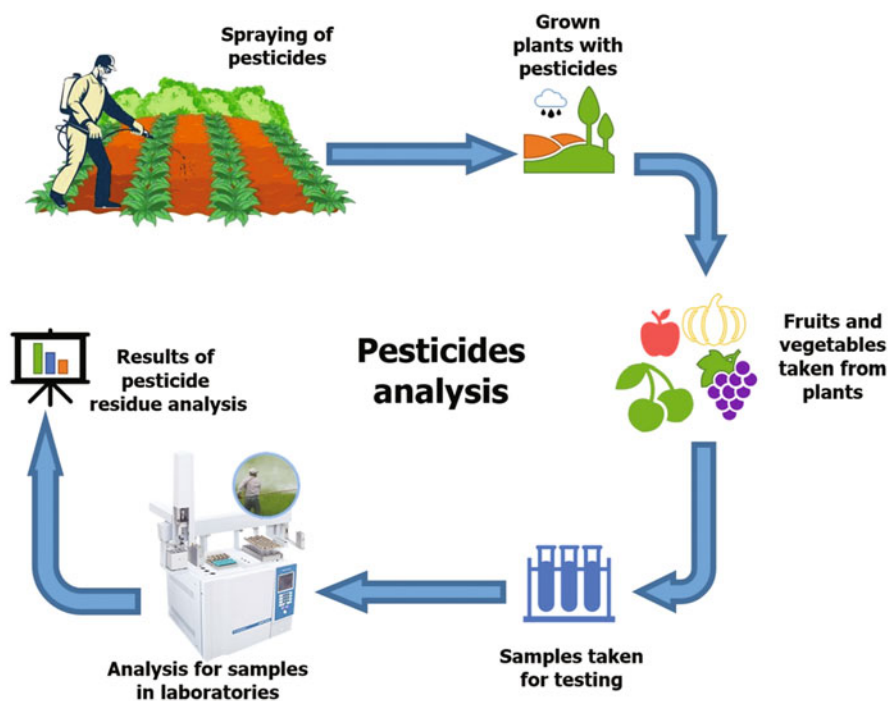 Spraying of
pesticides
Grown
plants with
pesticides
Fruits and
vegetables
taken from
plants
Pesticides
analysis
Results of
pesticide
residue analysis
Samples taken
for testing
Analysis for samples
in laboratories